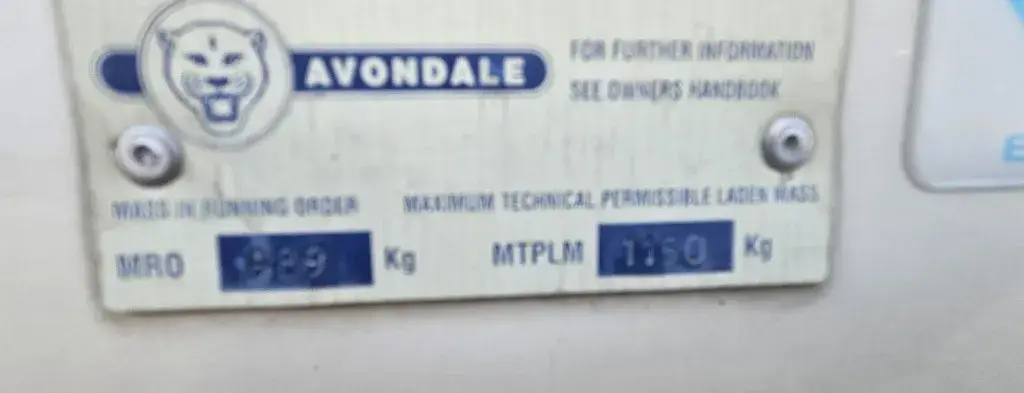 AVONDALE
FOR FURTHER INFORMATION
SEE OWNERS HANDBOOK
MASS IN RUNNING ORDER
MAXIMUM TECHNICAL PERMISSIBLE LADEN MASS
MRO Kg
MTPLM Kg